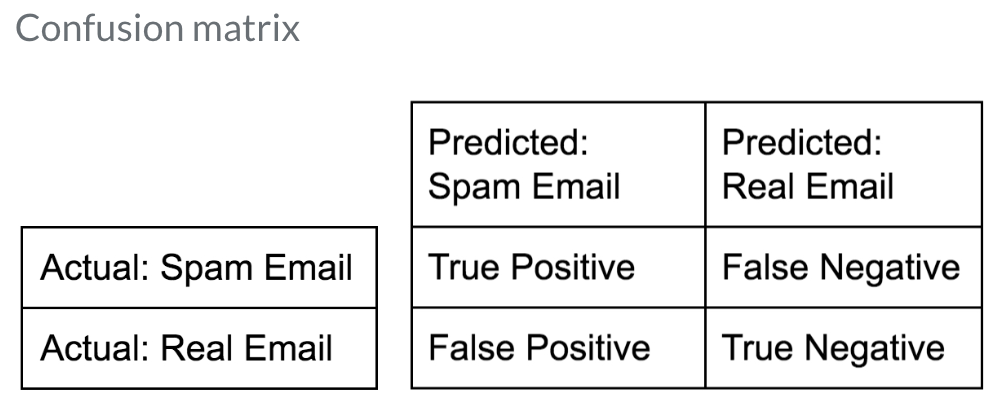 Confusion matrix
Predicted:
Spam Email
Predicted:
Real Email
Actual: Spam Email
True Positive
False Negative
Actual: Real Email
False Positive
True Negative